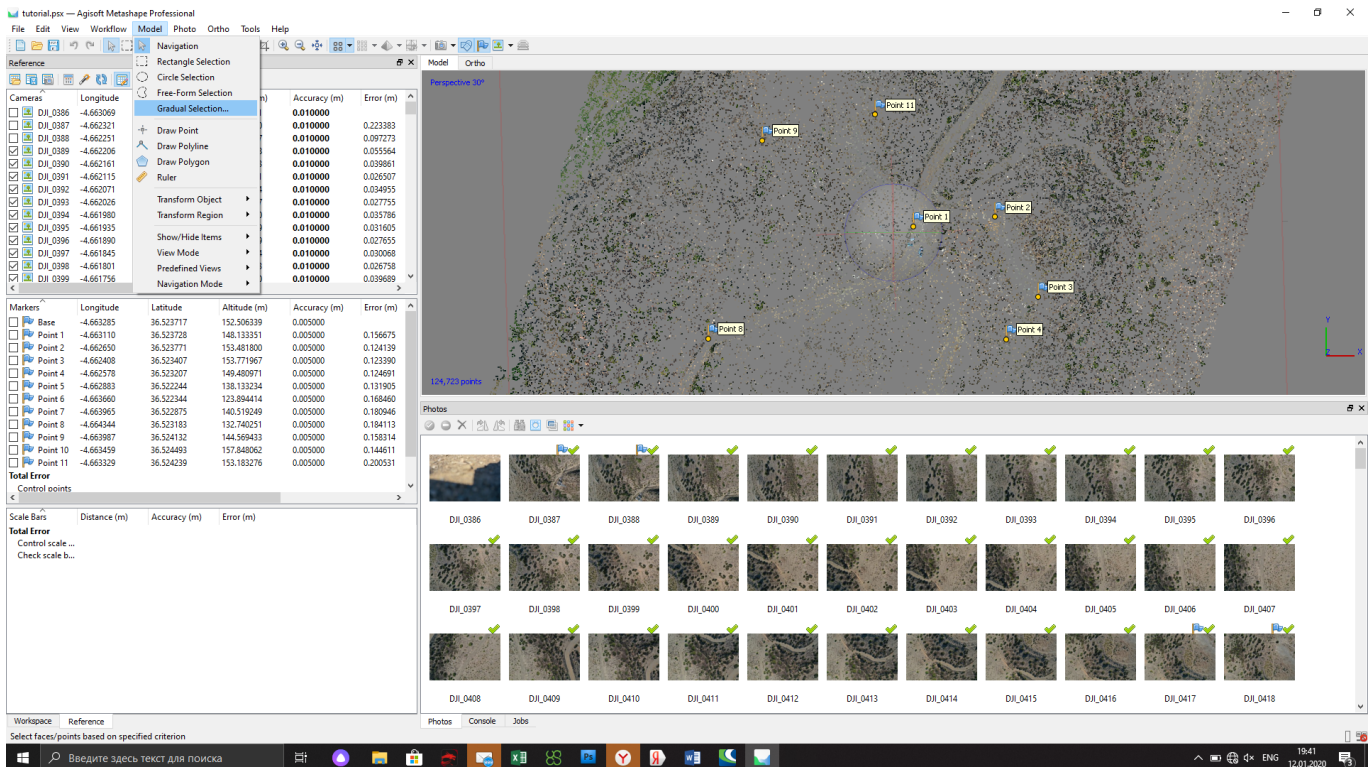 tutorial.psx — Agisoft Metashape Professional
File Edit View Workflow Model Photo Ortho Tools Help
Navigation
Rectangle Selection
Circle Selection
Free-Form Selection
Gradual Selection...
Draw Point
Draw Polyline
Draw Polygon
Ruler
Transform Object
Transform Region
Show/Hide Items
View Mode
Predefined Views
Navigation Mode
Reference
Cameras Longitude Accuracy (m) Error (m)
DJI_0386 -4.663069 0.010000
DJI_0387 -4.662321 0.010000 0.223383
DJI_0388 -4.662251 0.010000 0.097273
DJI_0389 -4.662206 0.010000 0.055564
DJI_0390 -4.662161 0.010000 0.039861
DJI_0391 -4.662115 0.010000 0.026507
DJI_0392 -4.662071 0.010000 0.034955
DJI_0393 -4.662026 0.010000 0.027755
DJI_0394 -4.661980 0.010000 0.035786
DJI_0395 -4.661935 0.010000 0.031605
DJI_0396 -4.661890 0.010000 0.027655
DJI_0397 -4.661845 0.010000 0.030068
DJI_0398 -4.661801 0.010000 0.026758
DJI_0399 -4.661756 0.010000 0.039689
Markers Longitude Latitude Altitude (m) Accuracy (m) Error (m)
Base -4.663285 36.523717 152.506339 0.005000
Point 1 -4.663110 36.523728 148.133351 0.005000 0.156675
Point 2 -4.662650 36.523771 153.481800 0.005000 0.124139
Point 3 -4.662408 36.523407 153.771967 0.005000 0.123390
Point 4 -4.662578 36.523207 149.480971 0.005000 0.124691
Point 5 -4.662883 36.522244 138.133234 0.005000 0.131905
Point 6 -4.663660 36.522344 123.894414 0.005000 0.168460
Point 7 -4.663965 36.522875 140.519249 0.005000 0.180946
Point 8 -4.664344 36.523183 132.740251 0.005000 0.184113
Point 9 -4.663987 36.524132 144.569433 0.005000 0.158314
Point 10 -4.663459 36.524493 157.848062 0.005000 0.144611
Point 11 -4.663329 36.524239 153.183276 0.005000 0.200531
Total Error
Control points
Scale Bars Distance (m) Accuracy (m) Error (m)
Total Error
Control scale ...
Check scale b...
Workspace Reference
Select faces/points based on specified criterion
Model Ortho
Perspective 30°
Point 11
Point 9
Point 2
Point 1
Point 3
Point 8
Point 4
Y
Z X
124,723 points
Photos
DJI_0386 DJI_0387 DJI_0388 DJI_0389 DJI_0390 DJI_0391 DJI_0392 DJI_0393 DJI_0394 DJI_0395 DJI_0396
DJI_0397 DJI_0398 DJI_0399 DJI_0400 DJI_0401 DJI_0402 DJI_0403 DJI_0404 DJI_0405 DJI_0406 DJI_0407
DJI_0408 DJI_0409 DJI_0410 DJI_0411 DJI_0412 DJI_0413 DJI_0414 DJI_0415 DJI_0416 DJI_0417 DJI_0418
Photos Console Jobs
Введите здесь текст для поиска
ENG
19:41
12.01.2020